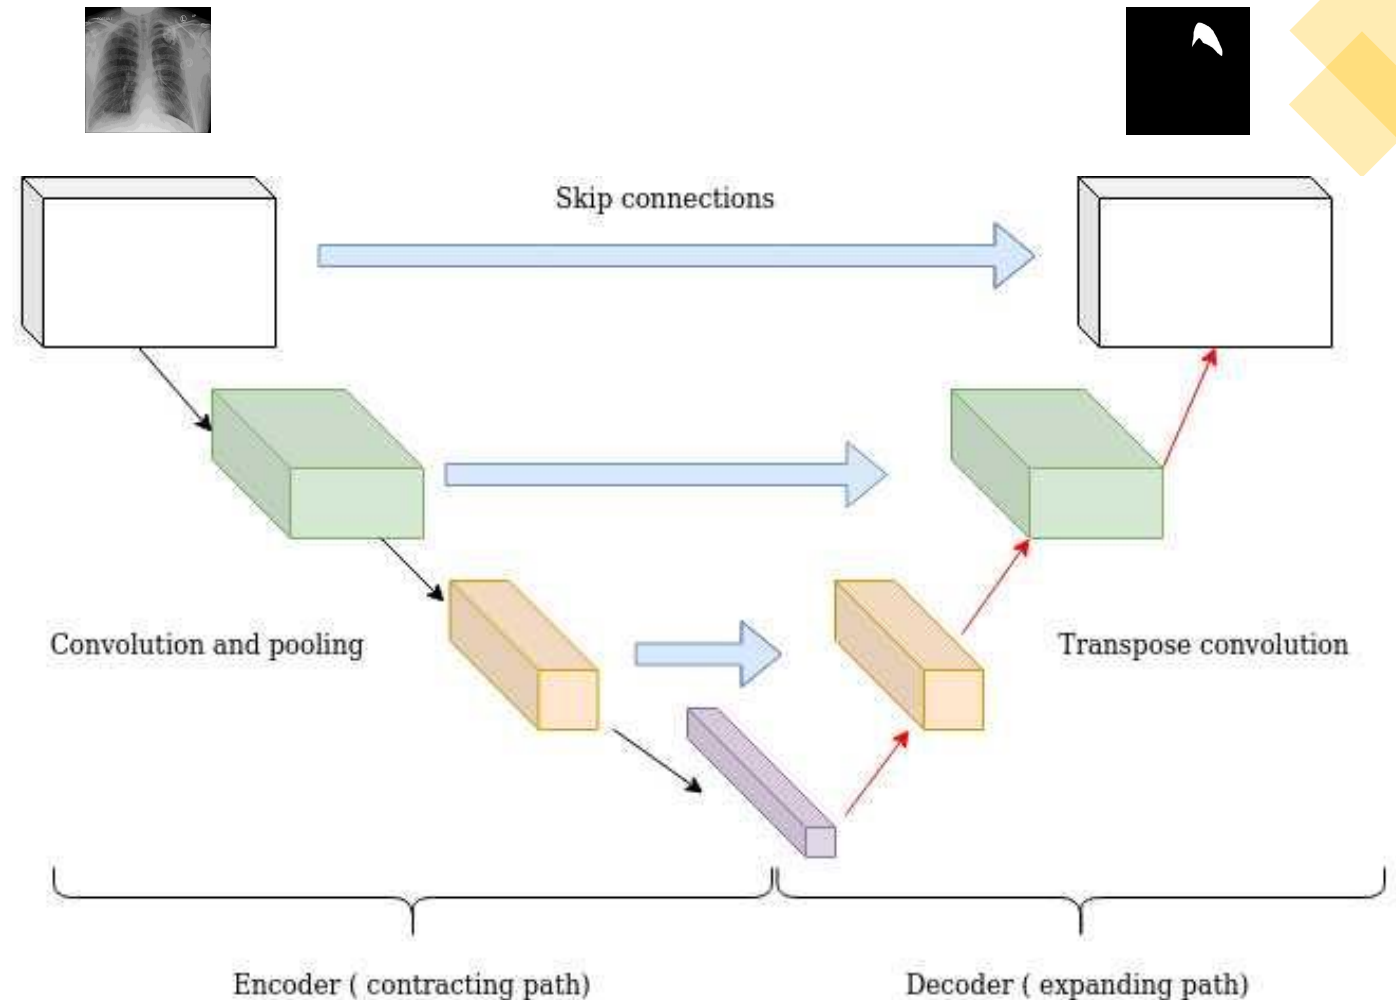 Skip connections
Convolution and pooling
Transpose convolution
Encoder ( contracting path)
Decoder ( expanding path)